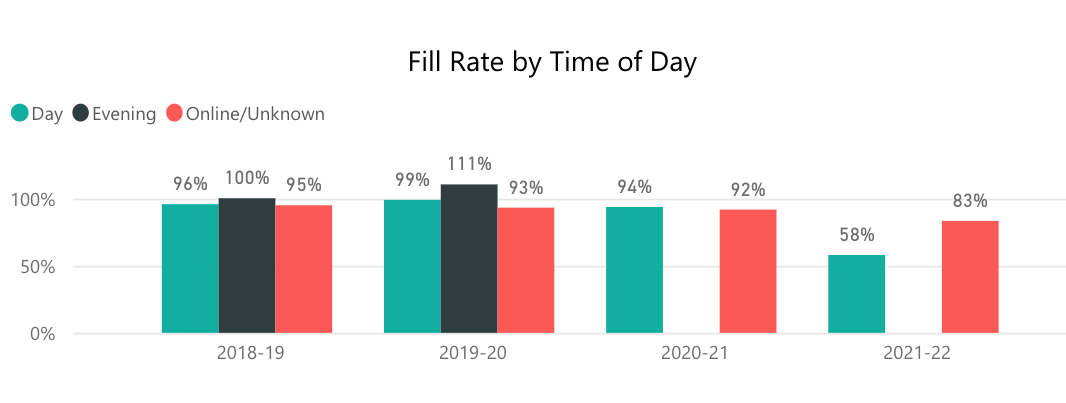 Fill Rate by Time of Day
Day Evening Online/Unknown
96% 100% 95% 99% 111% 93% 94% 92% 58% 83%
100%
50%
0%
2018-19 2019-20 2020-21 2021-22